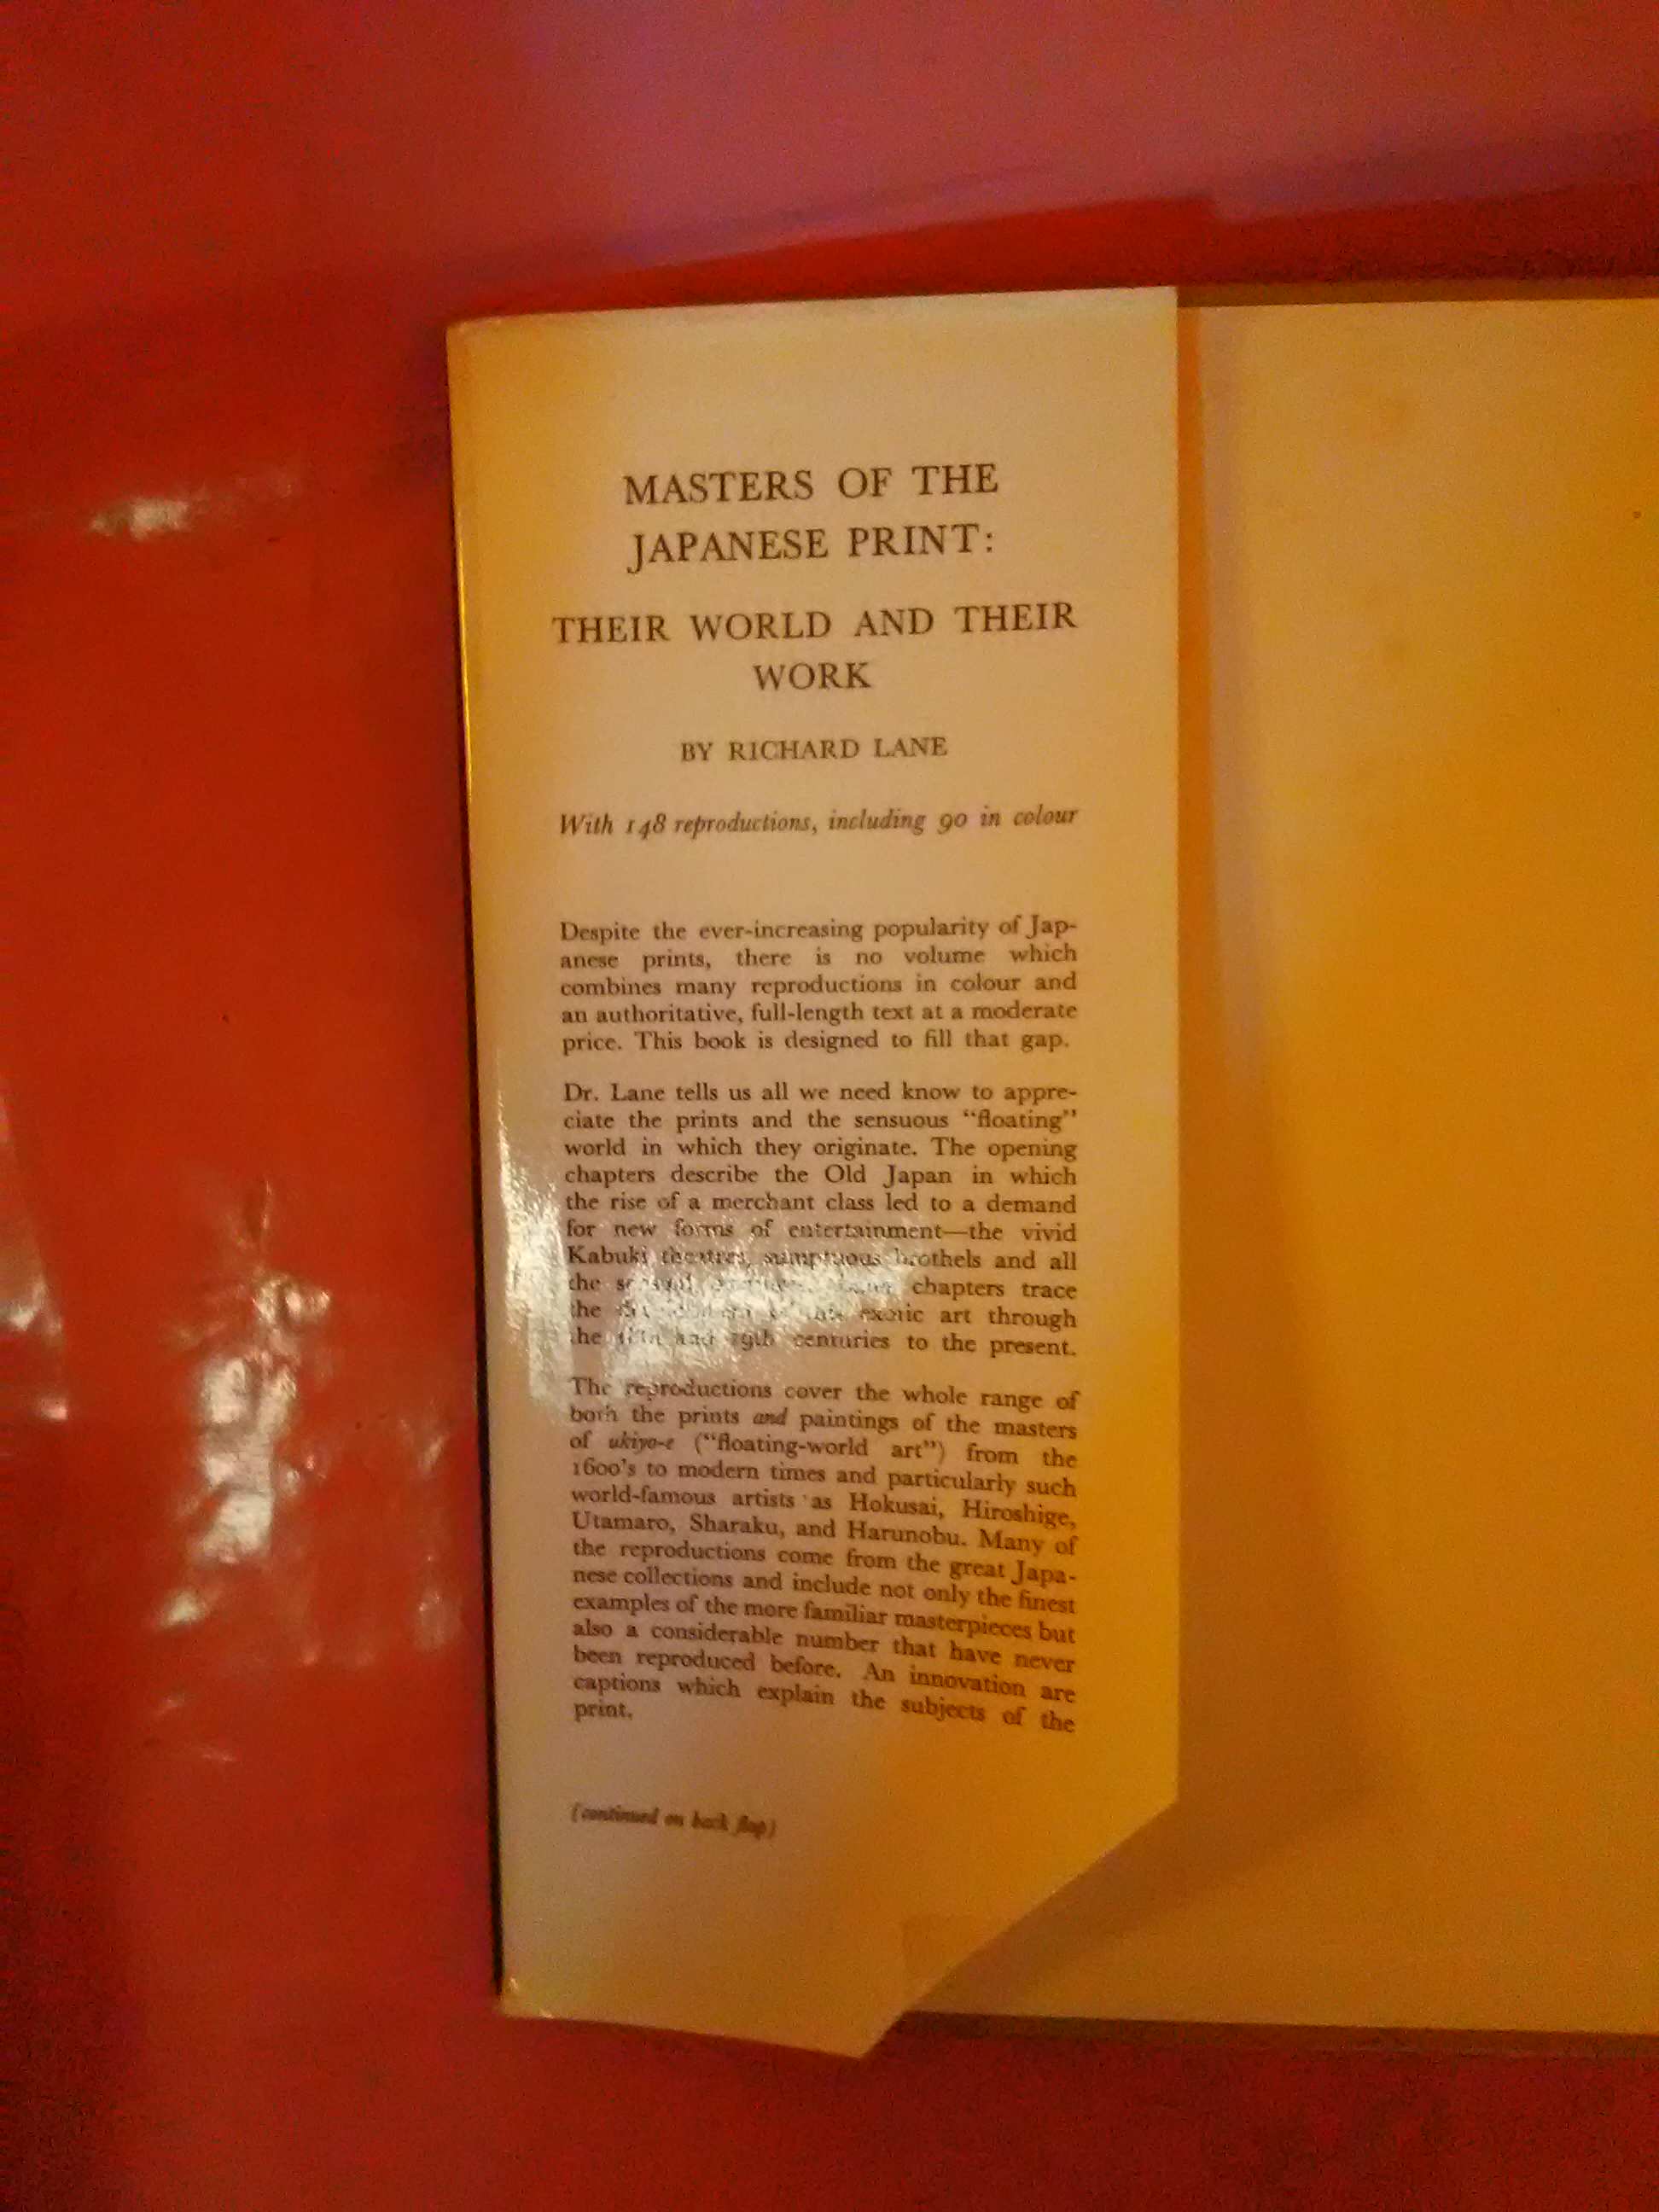 MASTERS OF THE
JAPANESE PRINT:
THEIR WORLD AND THEIR
WORK
BY RICHARD LANE
With 148 reproductions, including 90 in colour
Despite the ever-increasing popularity of Jap-
anese prints, there is no volume which
combines many reproductions in colour and
an authoritative, full-length text at a moderate
price. This book is designed to fill that gap.
Dr. Lane tells us all we need know to appre-
ciate the prints and the sensuous "floating"
world in which they originate. The opening
chapters describe the Old Japan in which
the rise of a merchant class led to a demand
for new forms of entertainment—the vivid
Kabuki theatres, sumptuous brothels and all
the chapters trace
the exotic art through
the and 19th centuries to the present.
The reproductions cover the whole range of
both the prints and paintings of the masters
of ukiyo-e ("floating-world art") from the
1600's to modern times and particularly such
world-famous artists as Hokusai, Hiroshige,
Utamaro, Sharaku, and Harunobu. Many of
the reproductions come from the great Japa-
nese collections and include not only the finest
examples of the more familiar masterpieces but
also a considerable number that have never
been reproduced before. An innovation are
captions which explain the subjects of the
print.
(continued on back flap)